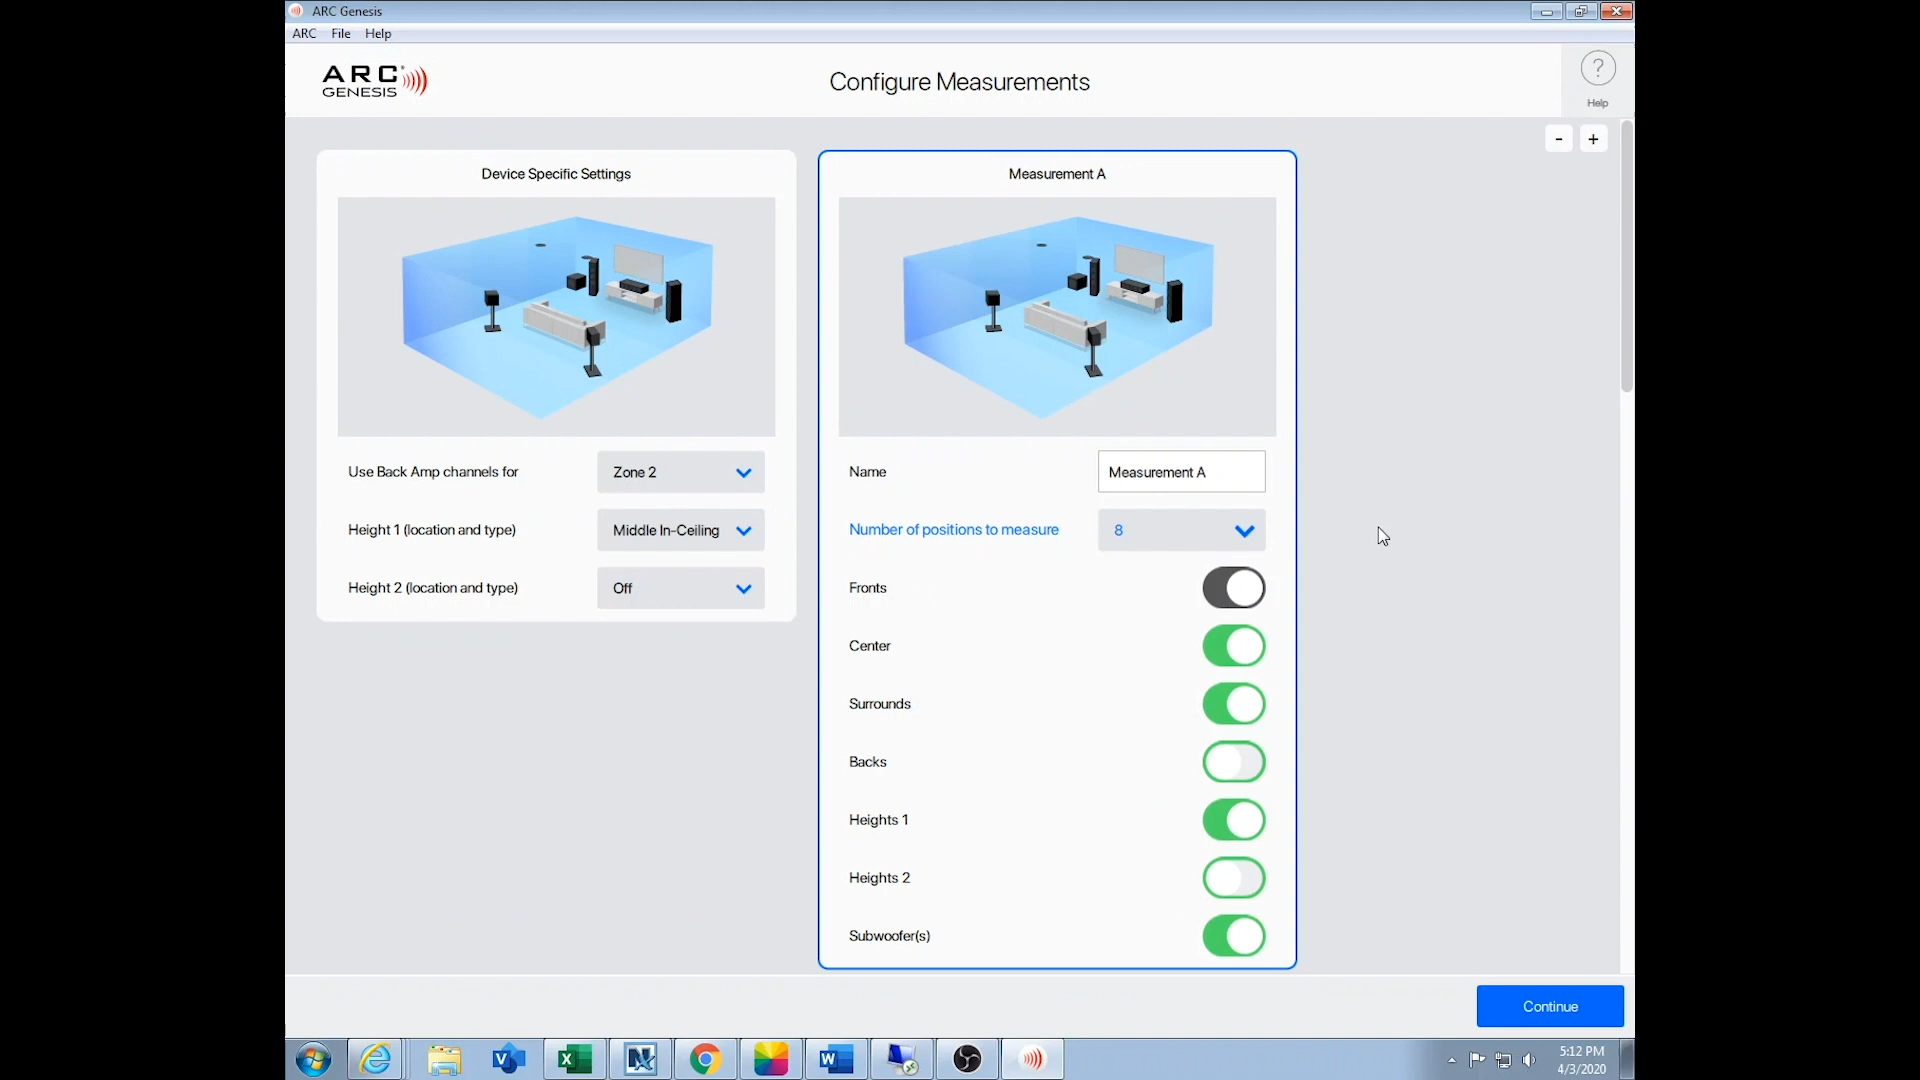 ARC Genesis
ARC File Help
ARC
GENESIS
Configure Measurements
?
Help
- +
Device Specific Settings
Use Back Amp channels for Zone 2
Height 1 (location and type) Middle In-Ceiling
Height 2 (location and type) Off
Measurement A
Name Measurement A
Number of positions to measure 8
Fronts
Center
Surrounds
Backs
Heights 1
Heights 2
Subwoofer(s)
Continue
5:12 PM
4/3/2020